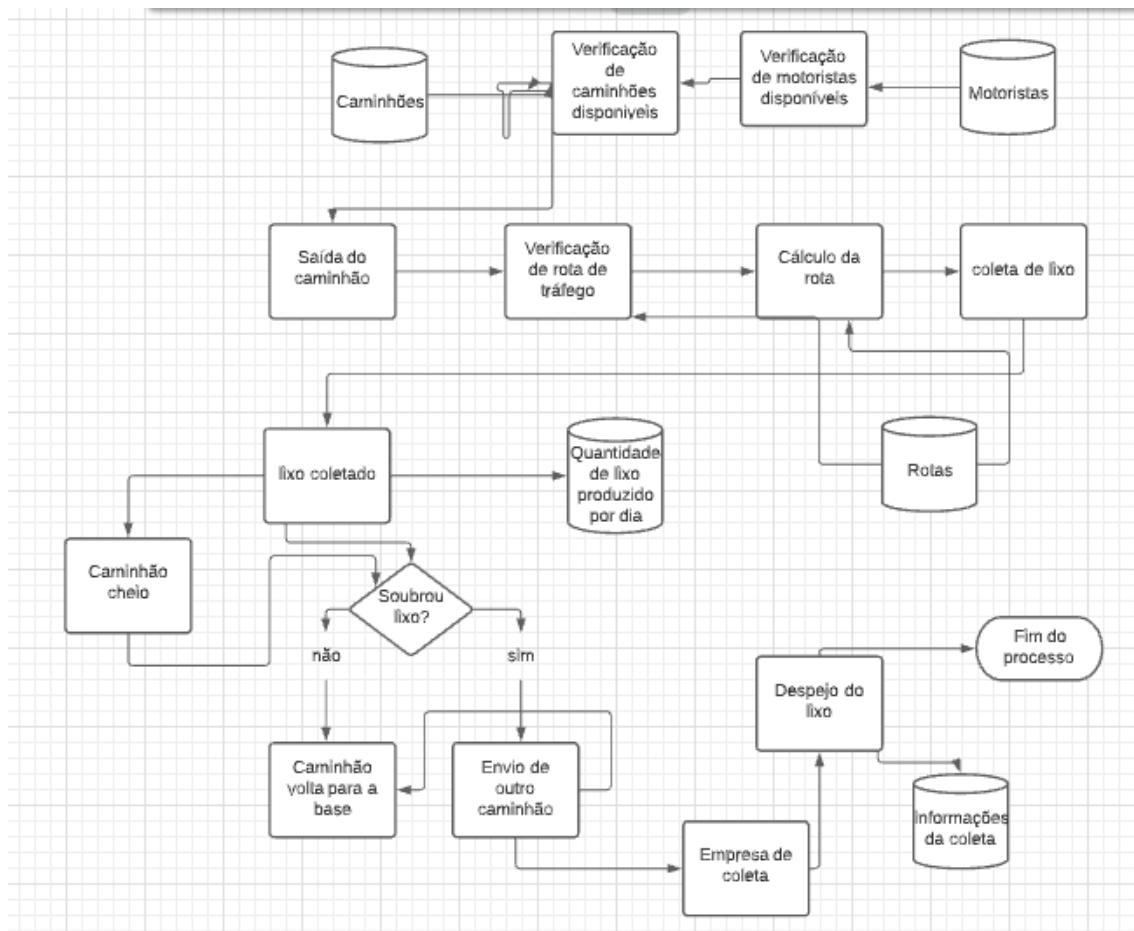 Caminhões
Verificação
de
caminhões
disponiveis
Verificação
de motoristas
disponíveis
Motoristas
Saída do
caminhão
Verificação
de rota de
tráfego
Cálculo da
rota
coleta de lixo
lixo coletado
Quantidade
de lixo
produzido
por dia
Rotas
Caminhão
cheio
Soubrou
lixo?
não
sim
Fim do
processo
Despejo do
lixo
Caminhão
volta para a
base
Envio de
outro
caminhão
Informações
da coleta
Empresa de
coleta